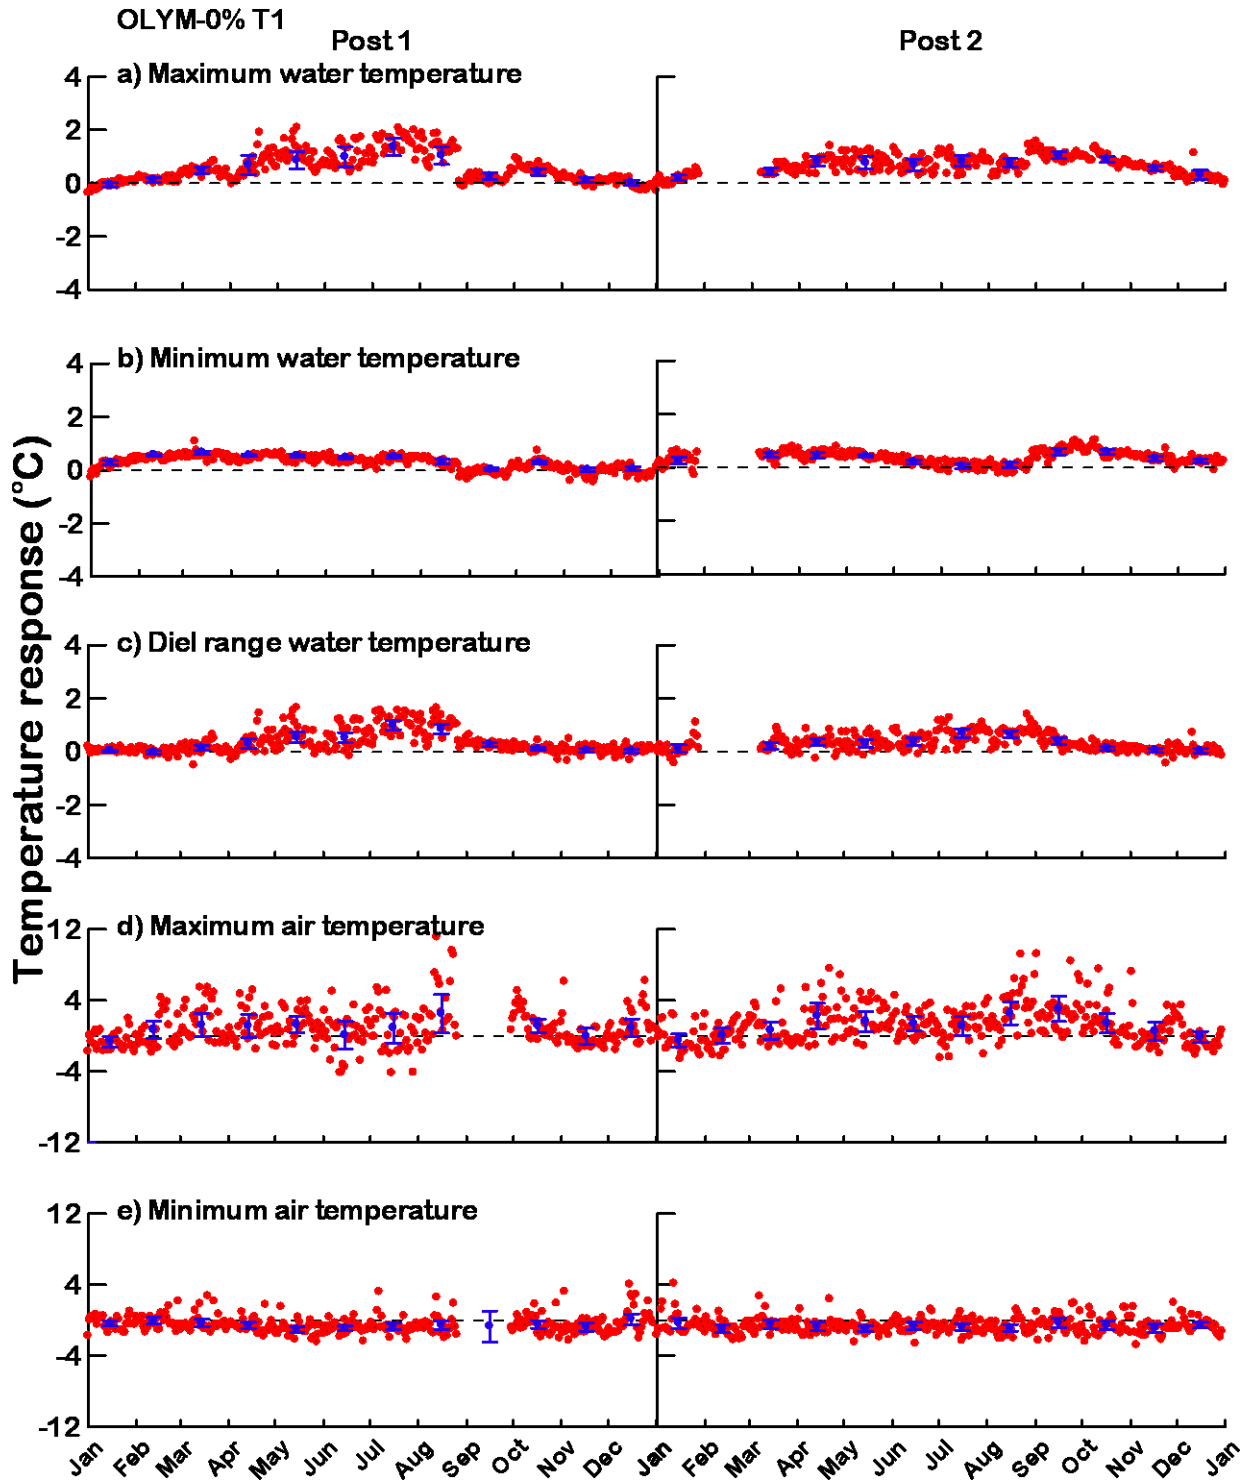 OLYM-0% T1
Post 1
Post 2
Temperature response (°C)
a) Maximum water temperature
4
2
0
-2
-4
b) Minimum water temperature
4
2
0
-2
-4
c) Diel range water temperature
4
2
0
-2
-4
d) Maximum air temperature
12
4
-4
-12
e) Minimum air temperature
12
4
-4
-12
Jan Feb Mar Apr May Jun Jul Aug Sep Oct Nov Dec Jan Feb Mar Apr May Jun Jul Aug Sep Oct Nov Dec Jan